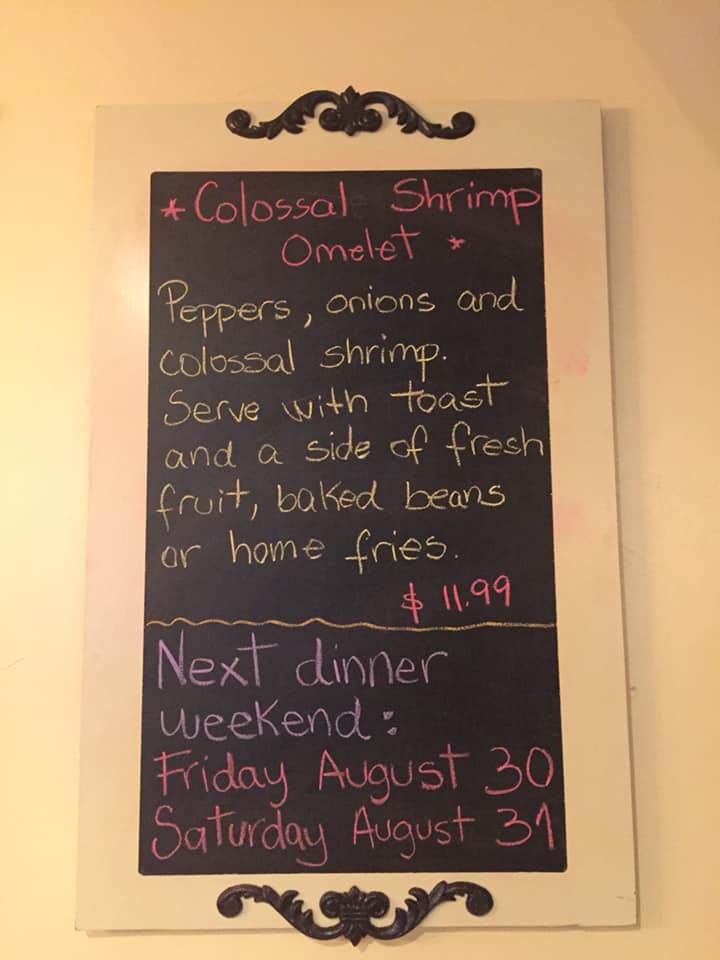 * Colossal Shrimp
Omelet *
Peppers, onions and
colossal shrimp.
Serve with toast
and a side of fresh
fruit, baked beans
or home fries.
$ 11.99
Next dinner
weekend:
Friday August 30
Saturday August 31